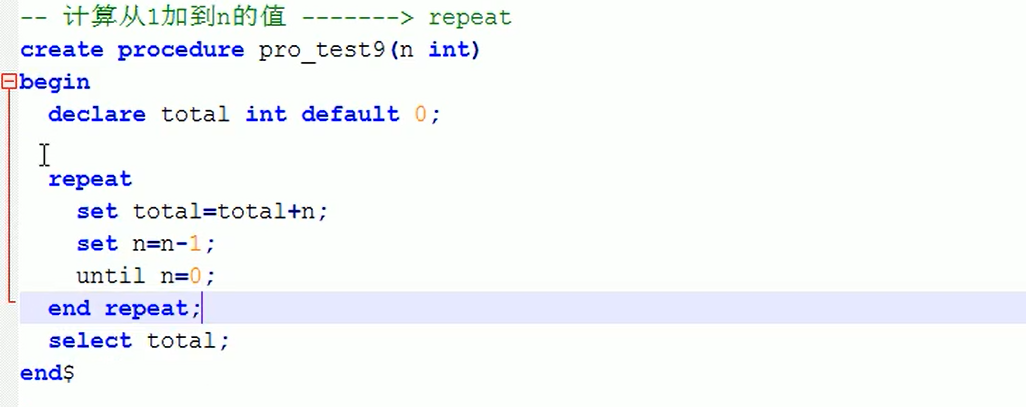 -- 计算从1加到n的值 -------> repeat
create procedure pro_test9(n int)
begin
  declare total int default 0;
  repeat
    set total=total+n;
    set n=n-1;
    until n=0;
  end repeat;
  select total;
end$